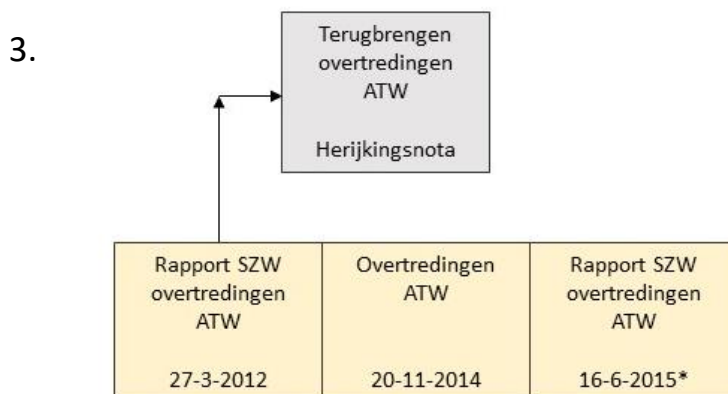 3.
Terugbrengen
overtredingen
ATW
Herijkingsnota
Rapport SZW
overtredingen
ATW
27-3-2012
Overtredingen
ATW
20-11-2014
Rapport SZW
overtredingen
ATW
16-6-2015*